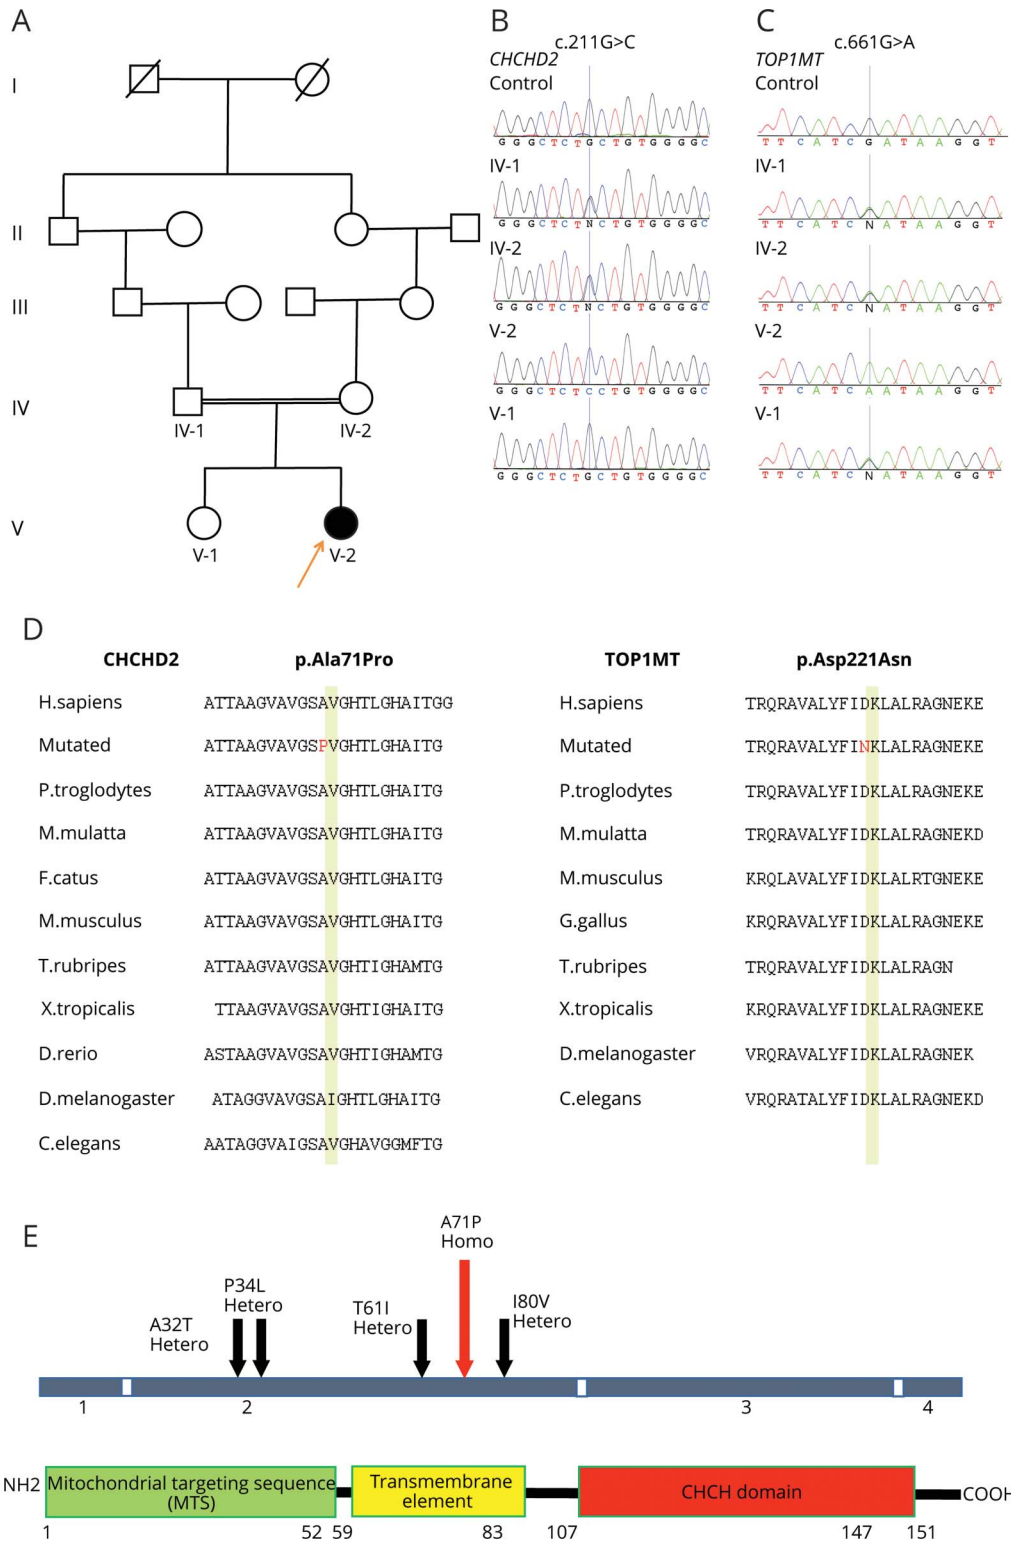 A
I
II
III
IV
IV-1
IV-2
V
V-1
V-2
B
c.211G>C
CHCHD2
Control
G G G C T C T G C T G T G G G G C
IV-1
G G G C T C T N C T G T G G G G C
IV-2
G G G C T C T N C T G T G G G G C
V-2
G G G C T C T C C T G T G G G G C
V-1
G G G C T C T G C T G T G G G G C
C
c.661G>A
TOP1MT
Control
T T C A T C G A T A A G G T
IV-1
T T C A T C N A T A A G G T
IV-2
T T C A T C N A T A A G G T
V-2
T T C A T C A A T A A G G T
V-1
T T C A T C N A T A A G G T
D
CHCHD2 p.Ala71Pro
H.sapiens ATTAAGVAVGSAVGHTLGHAITGG
Mutated ATTAAGVAVGSPVGHTLGHAITG
P.troglodytes ATTAAGVAVGSAVGHTLGHAITG
M.mulatta ATTAAGVAVGSAVGHTLGHAITG
F.catus ATTAAGVAVGSAVGHTLGHAITG
M.musculus ATTAAGVAVGSAVGHTLGHAITG
T.rubripes ATTAAGVAVGSAVGHTIGHAMTG
X.tropicalis TTAAGVAVGSAVGHTIGHAITG
D.rerio ASTAAGVAVGSAVGHTIGHAMTG
D.melanogaster ATAGGVAVGSAIGHTLGHAITG
C.elegans AATAGGVAIGSAVGHAVGGMFTG
TOP1MT p.Asp221Asn
H.sapiens TRQRAVALYFIDKLALRAGNEKE
Mutated TRQRAVALYFINKLALRAGNEKE
P.troglodytes TRQRAVALYFIDKLALRAGNEKE
M.mulatta TRQRAVALYFIDKLALRAGNEKD
M.musculus KRQLAVALYFIDKLALRTGNEKE
G.gallus KRQRAVALYFIDKLALRAGNEKE
T.rubripes TRQRAVALYFIDKLALRAGN
X.tropicalis KRQRAVALYFIDKLALRAGNEKE
D.melanogaster VRQRAVALYFIDKLALRAGNEK
C.elegans VRQRATALYFIDKLALRAGNEKD
E
A32T
Hetero
P34L
Hetero
T61I
Hetero
A71P
Homo
I80V
Hetero
1 2 3 4
NH2 Mitochondrial targeting sequence
(MTS)
Transmembrane
element
CHCH domain
COOH
1 52 59 83 107 147 151